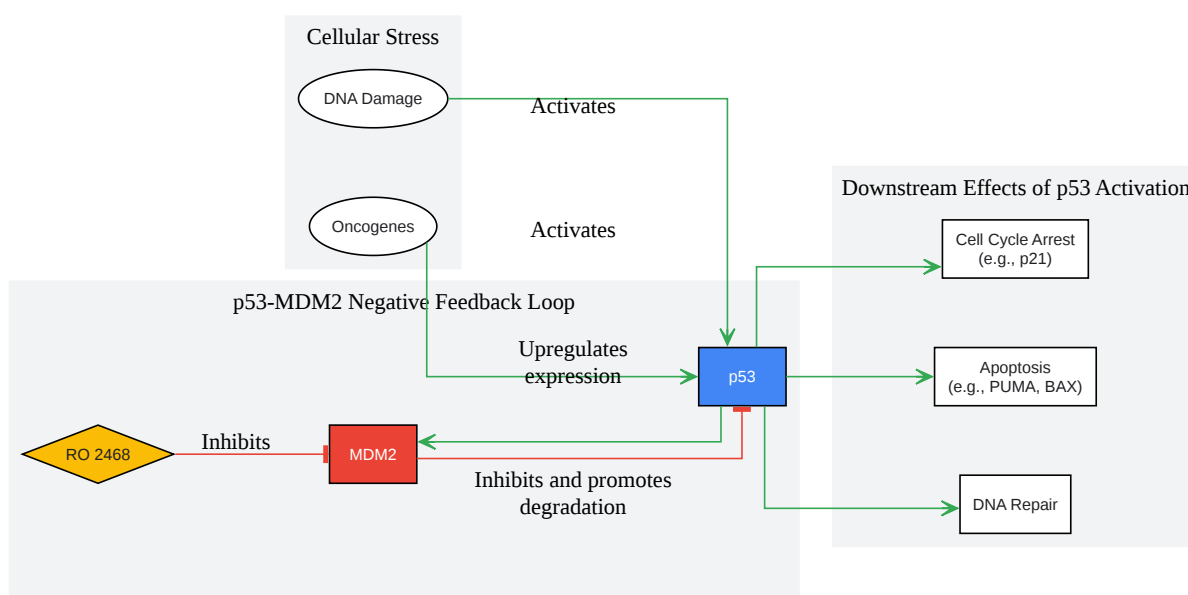 Cellular Stress
DNA Damage
Activates
Oncogenes
Activates
Downstream Effects of p53 Activation
Cell Cycle Arrest
(e.g., p21)
p53-MDM2 Negative Feedback Loop
Upregulates
expression
p53
Apoptosis
(e.g., PUMA, BAX)
RO 2468
Inhibits
MDM2
Inhibits and promotes
degradation
DNA Repair